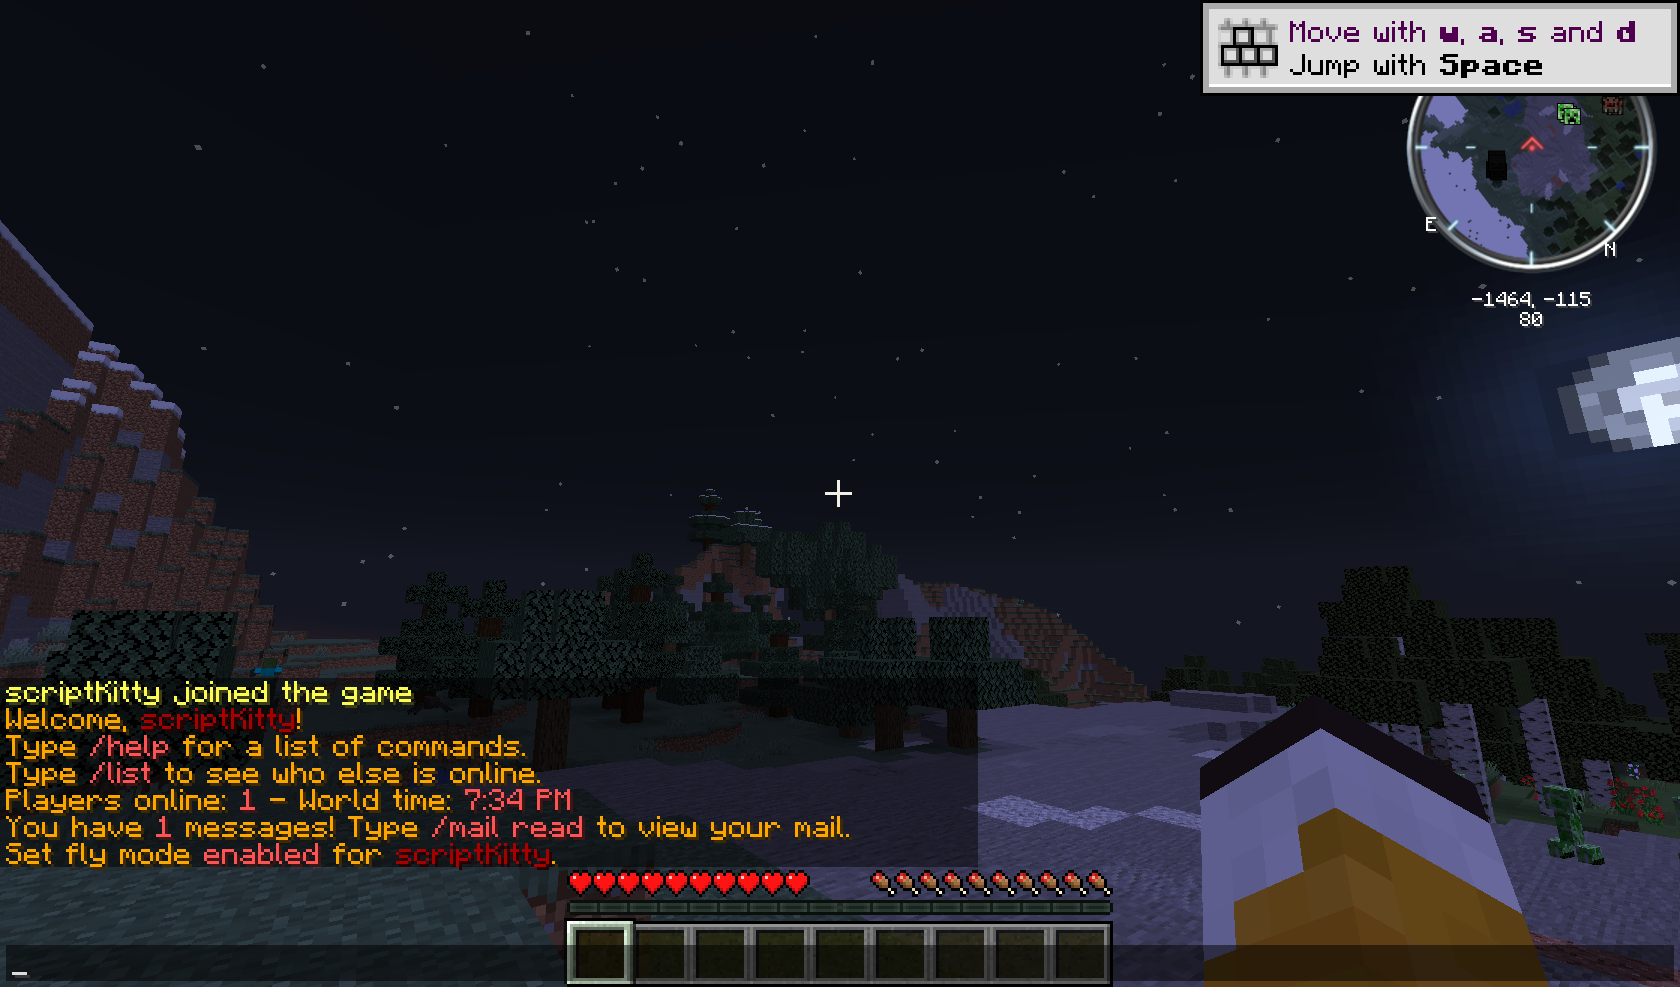 Move with w, a, s and d
Jump with Space
E
N
-1464, -115
80
scriptKitty joined the game
Welcome, scriptKitty!
Type /help for a list of commands.
Type /list to see who else is online.
Players online: 1 - World time: 7:34 PM
You have 1 messages! Type /mail read to view your mail.
Set fly mode enabled for scriptKitty.
_